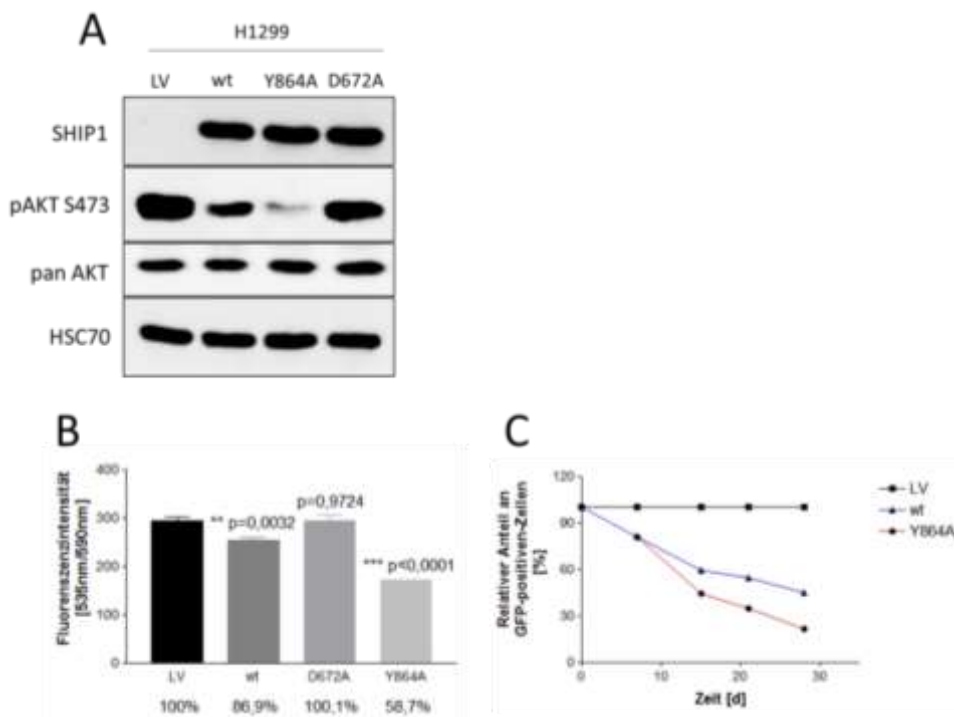 A
H1299
LV wt Y864A D672A
SHIP1
pAKT S473
pan AKT
HSC70
B
Fluoreszenzintensität
[535nm/590nm]
400
300
200
100
0
** p=0,0032
p=0,9724
*** p<0,0001
LV wt D672A Y864A
100% 86,9% 100,1% 58,7%
C
Relativer Anteil an
GFP-positiven-Zellen
[%]
120
90
60
30
0
0 10 20 30
Zeit [d]
LV
wt
Y864A